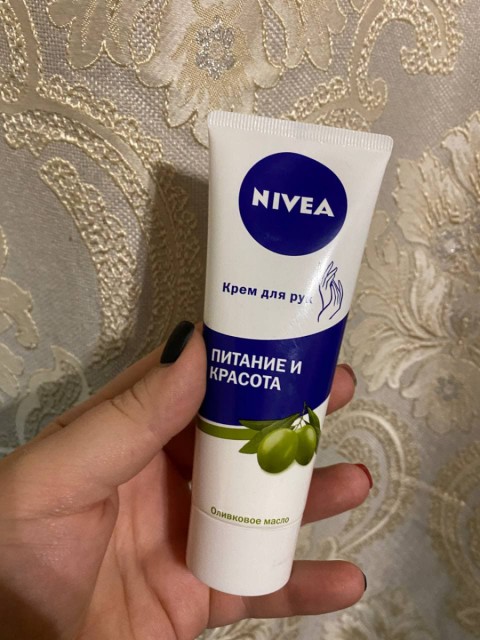 NIVEA
Крем для рук
ПИТАНИЕ И
КРАСОТА
Оливковое масло